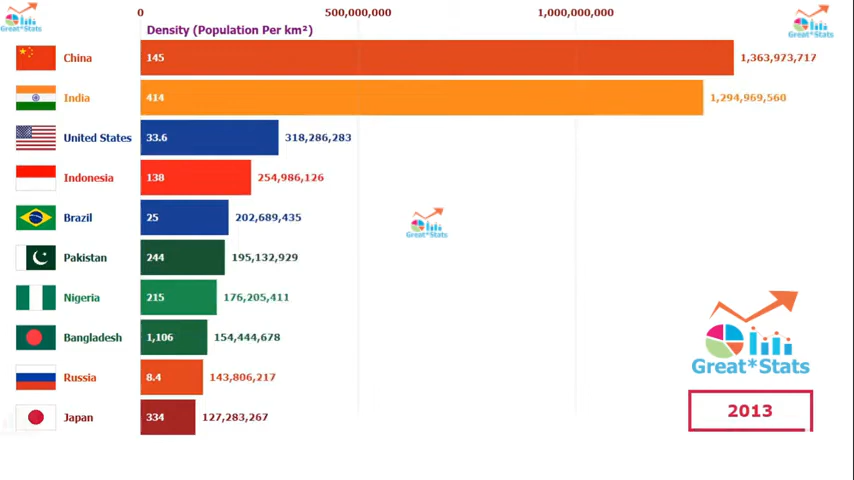 0 500,000,000 1,000,000,000
Great*Stats
Great*Stats
Density (Population Per km²)
China 145 1,363,973,717
India 414 1,294,969,560
United States 33.6 318,286,283
Indonesia 138 254,986,126
Brazil 25 202,689,435
Great*Stats
Pakistan 244 195,132,929
Nigeria 215 176,205,411
Bangladesh 1,106 154,444,678
Great*Stats
Russia 8.4 143,806,217
Japan 334 127,283,267
2013